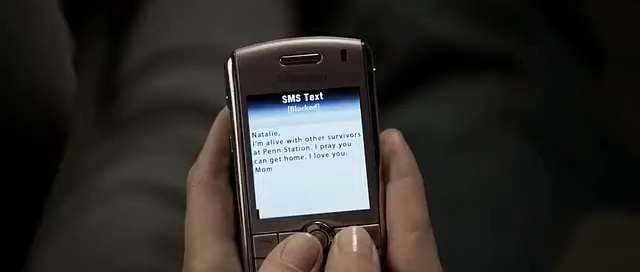 SMS Text
[Blocked]
Natalie,
I'm alive with other survivors
at Penn Station. I pray you
can get home. I love you.
Mom